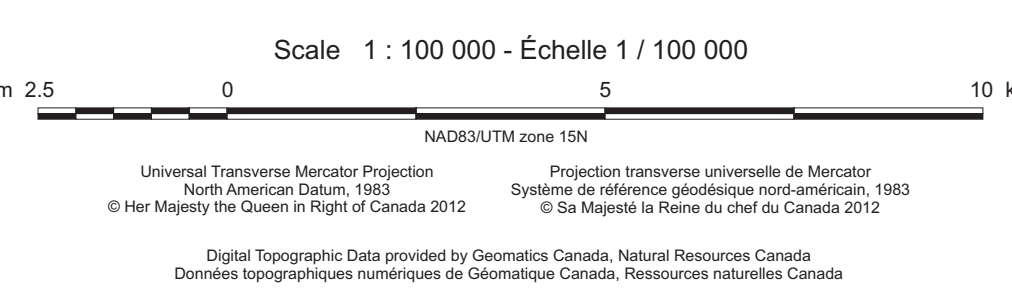 Scale 1 : 100 000 - Échelle 1 / 100 000
m 2.5 0 5 10 k
NAD83/UTM zone 15N
Universal Transverse Mercator Projection
North American Datum, 1983
© Her Majesty the Queen in Right of Canada 2012
Projection transverse universelle de Mercator
Système de référence géodésique nord-américain, 1983
© Sa Majesté la Reine du chef du Canada 2012
Digital Topographic Data provided by Geomatics Canada, Natural Resources Canada
Données topographiques numériques de Géomatique Canada, Ressources naturelles Canada